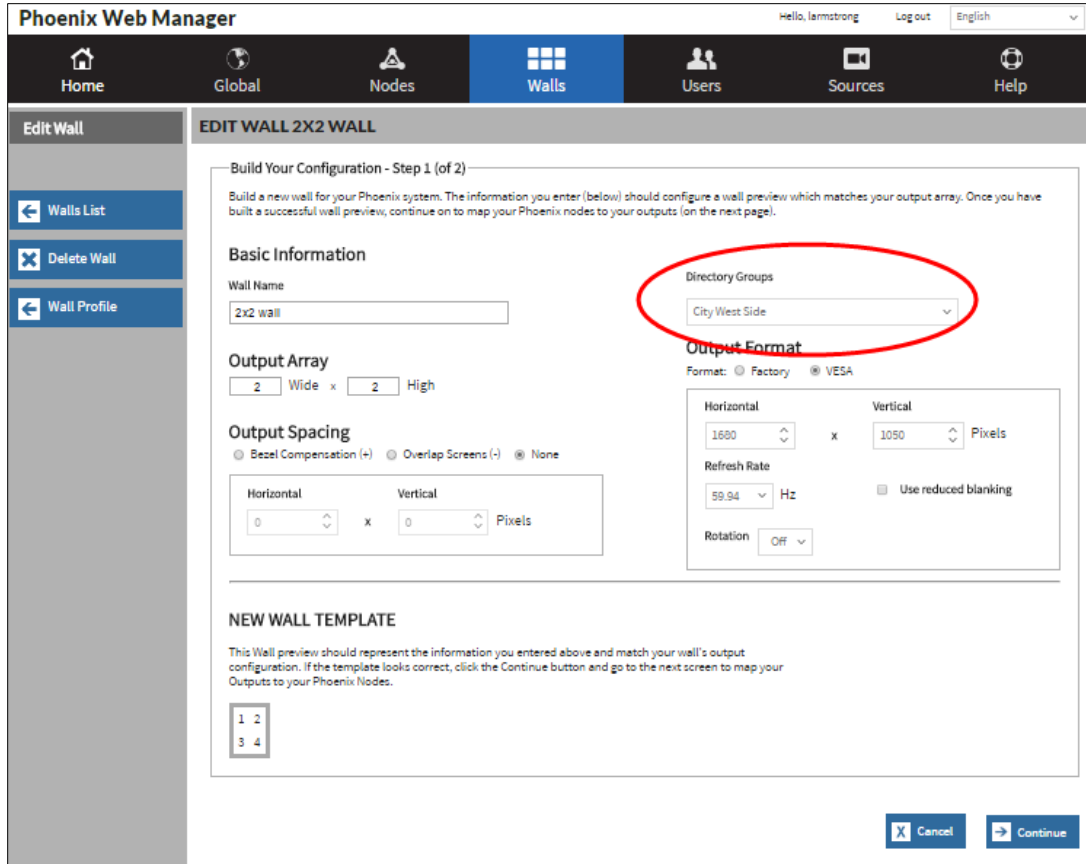 Phoenix Web Manager
Hello, larmstrong
Log out
English
Home
Global
Nodes
Walls
Users
Sources
Help
Edit Wall
EDIT WALL 2X2 WALL
Walls List
Delete Wall
Wall Profile
Build Your Configuration - Step 1 (of 2)
Build a new wall for your Phoenix system. The information you enter (below) should configure a wall preview which matches your output array. Once you have
built a successful wall preview, continue on to map your Phoenix nodes to your outputs (on the next page).
Basic Information
Wall Name
2x2 wall
Directory Groups
City West Side
Output Array
2 Wide x 2 High
Output Spacing
Bezel Compensation (+) Overlap Screens (-) None
Horizontal Vertical
0 x 0 Pixels
Output Format
Format: Factory VESA
Horizontal Vertical
1680 x 1050 Pixels
Refresh Rate
59.94 Hz Use reduced blanking
Rotation Off
NEW WALL TEMPLATE
This Wall preview should represent the information you entered above and match your wall's output
configuration. If the template looks correct, click the Continue button and go to the next screen to map your
Outputs to your Phoenix Nodes.
1 2
3 4
X Cancel
Continue